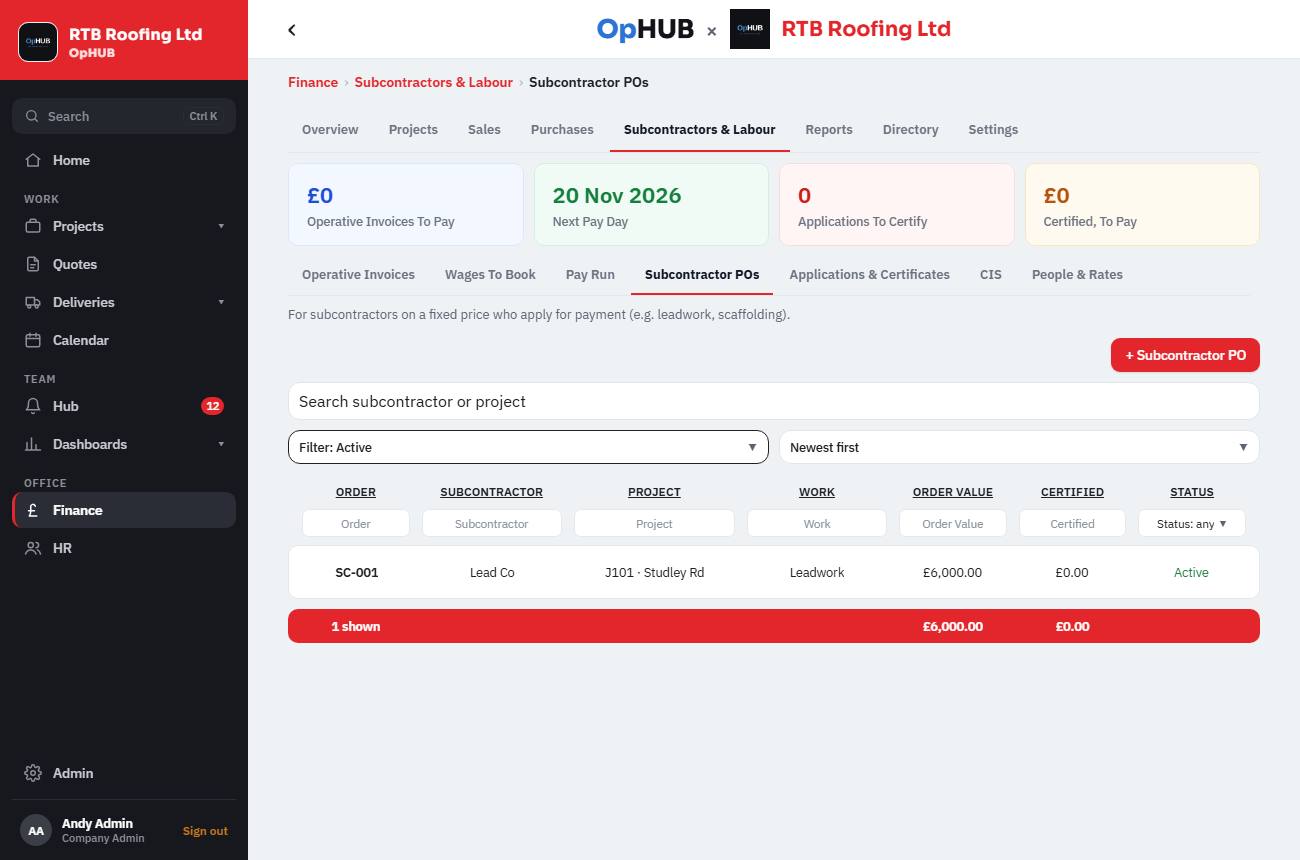 OpHUB
RTB Roofing Ltd
OpHUB
Search
Ctrl K
Home
WORK
Projects
Quotes
Deliveries
Calendar
TEAM
Hub
12
Dashboards
OFFICE
£ Finance
HR
Admin
AA
Andy Admin
Company Admin
Sign out
OpHUB × OpHUB RTB Roofing Ltd
Finance › Subcontractors & Labour › Subcontractor POs
Overview Projects Sales Purchases Subcontractors & Labour Reports Directory Settings
£0
Operative Invoices To Pay
20 Nov 2026
Next Pay Day
0
Applications To Certify
£0
Certified, To Pay
Operative Invoices Wages To Book Pay Run Subcontractor POs Applications & Certificates CIS People & Rates
For subcontractors on a fixed price who apply for payment (e.g. leadwork, scaffolding).
+ Subcontractor PO
Search subcontractor or project
Filter: Active
Newest first
ORDER SUBCONTRACTOR PROJECT WORK ORDER VALUE CERTIFIED STATUS
Order Subcontractor Project Work Order Value Certified Status: any
SC-001 Lead Co J101 · Studley Rd Leadwork £6,000.00 £0.00 Active
1 shown £6,000.00 £0.00